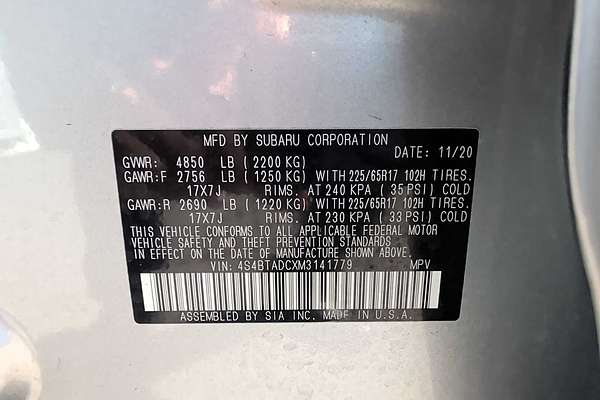 MFD BY SUBARU CORPORATION
GVWR: 4850 LB (2200 KG) DATE: 11/20
GAWR:F 2756 LB (1250 KG) WITH 225/65R17 102H TIRES.
17X7J RIMS. AT 240 KPA (35 PSI) COLD
GAWR:R 2690 LB (1220 KG) WITH 225/65R17 102H TIRES.
17X7J RIMS. AT 230 KPA (33 PSI) COLD
THIS VEHICLE CONFORMS TO ALL APPLICABLE FEDERAL MOTOR
VEHICLE SAFETY AND THEFT PREVENTION STANDARDS
IN EFFECT ON THE DATE OF MANUFACTURE SHOWN ABOVE.
VIN: 4S4BTADCXM3141779 MPV
ASSEMBLED BY SIA INC. MADE IN U.S.A.